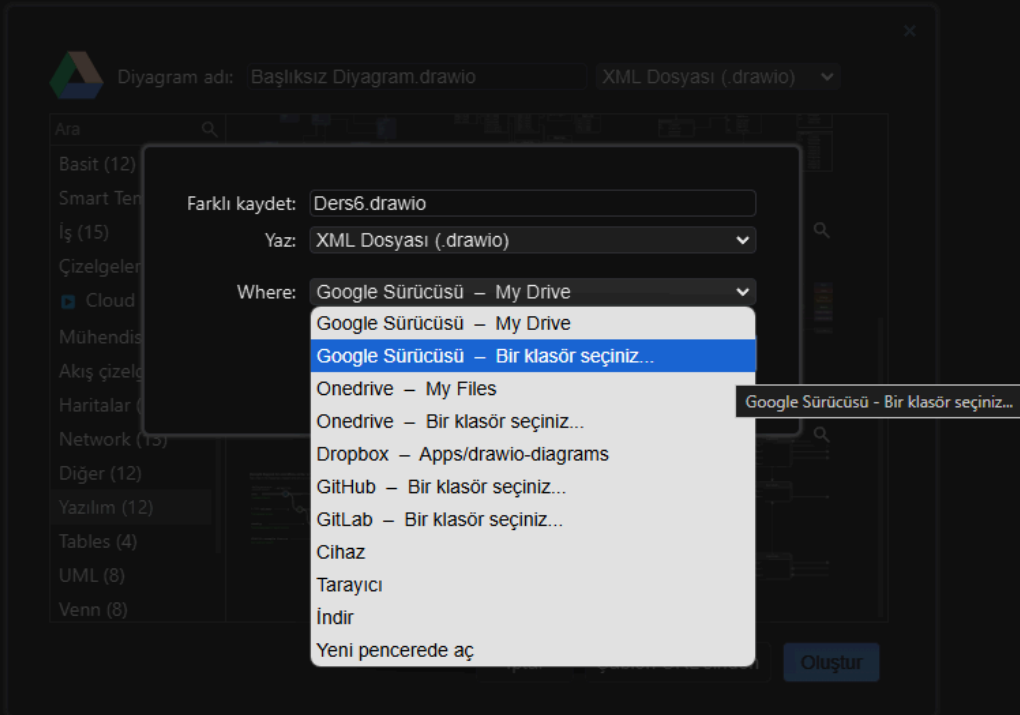 Diyagram adı: Başlıksız Diyagram.drawio XML Dosyası (.drawio)
Ara
Basit (12)
Smart Tem
İş (15)
Çizelgeler
Cloud
Mühendis
Akış çizelg
Haritalar (
Network (13)
Diğer (12)
Yazılım (12)
Tables (4)
UML (8)
Venn (8)
Farklı kaydet: Ders6.drawio
Yaz: XML Dosyası (.drawio)
Where: Google Sürücüsü – My Drive
Google Sürücüsü – My Drive
Google Sürücüsü – Bir klasör seçiniz...
Onedrive – My Files
Onedrive – Bir klasör seçiniz...
Dropbox – Apps/drawio-diagrams
GitHub – Bir klasör seçiniz...
GitLab – Bir klasör seçiniz...
Cihaz
Tarayıcı
İndir
Yeni pencerede aç
Google Sürücüsü - Bir klasör seçiniz...
Oluştur